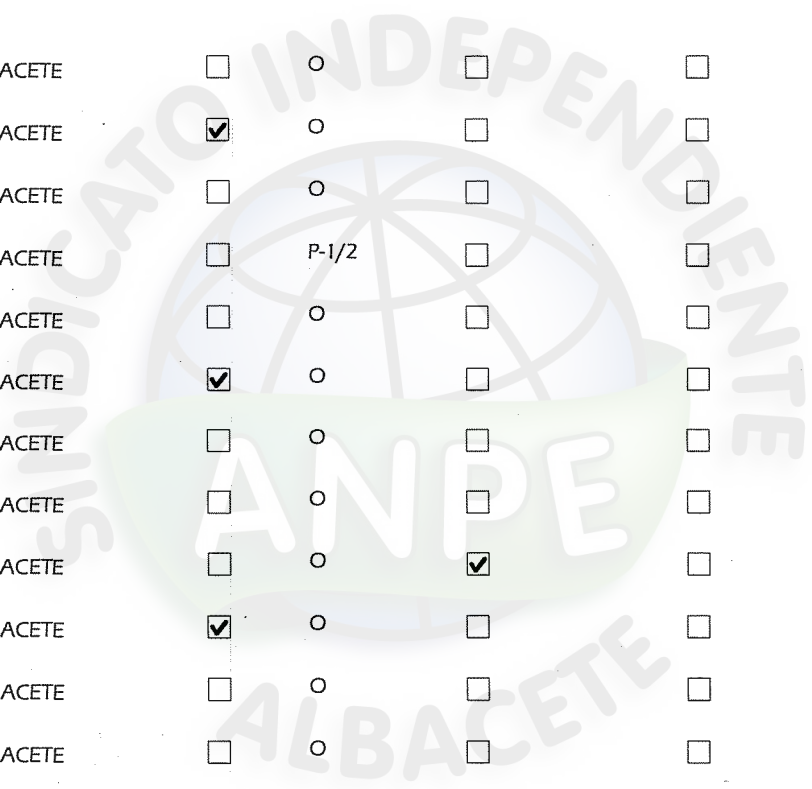 ACETE ☐ O ☐ ☐
ACETE ☑ O ☐ ☐
ACETE ☐ O ☐ ☐
ACETE ☐ P-1/2 ☐ ☐
ACETE ☐ O ☐ ☐
ACETE ☑ O ☐ ☐
ACETE ☐ O ☐ ☐
ACETE ☐ O ☐ ☐
ACETE ☐ O ☑ ☐
ACETE ☑ O ☐ ☐
ACETE ☐ O ☐ ☐
ACETE ☐ O ☐ ☐
SINDICATO INDEPENDIENTE
ANPE
ALBACETE